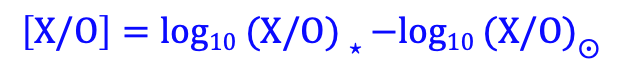 [X/O] = log₁₀ (X/O) ⋆ −log₁₀ (X/O)☉